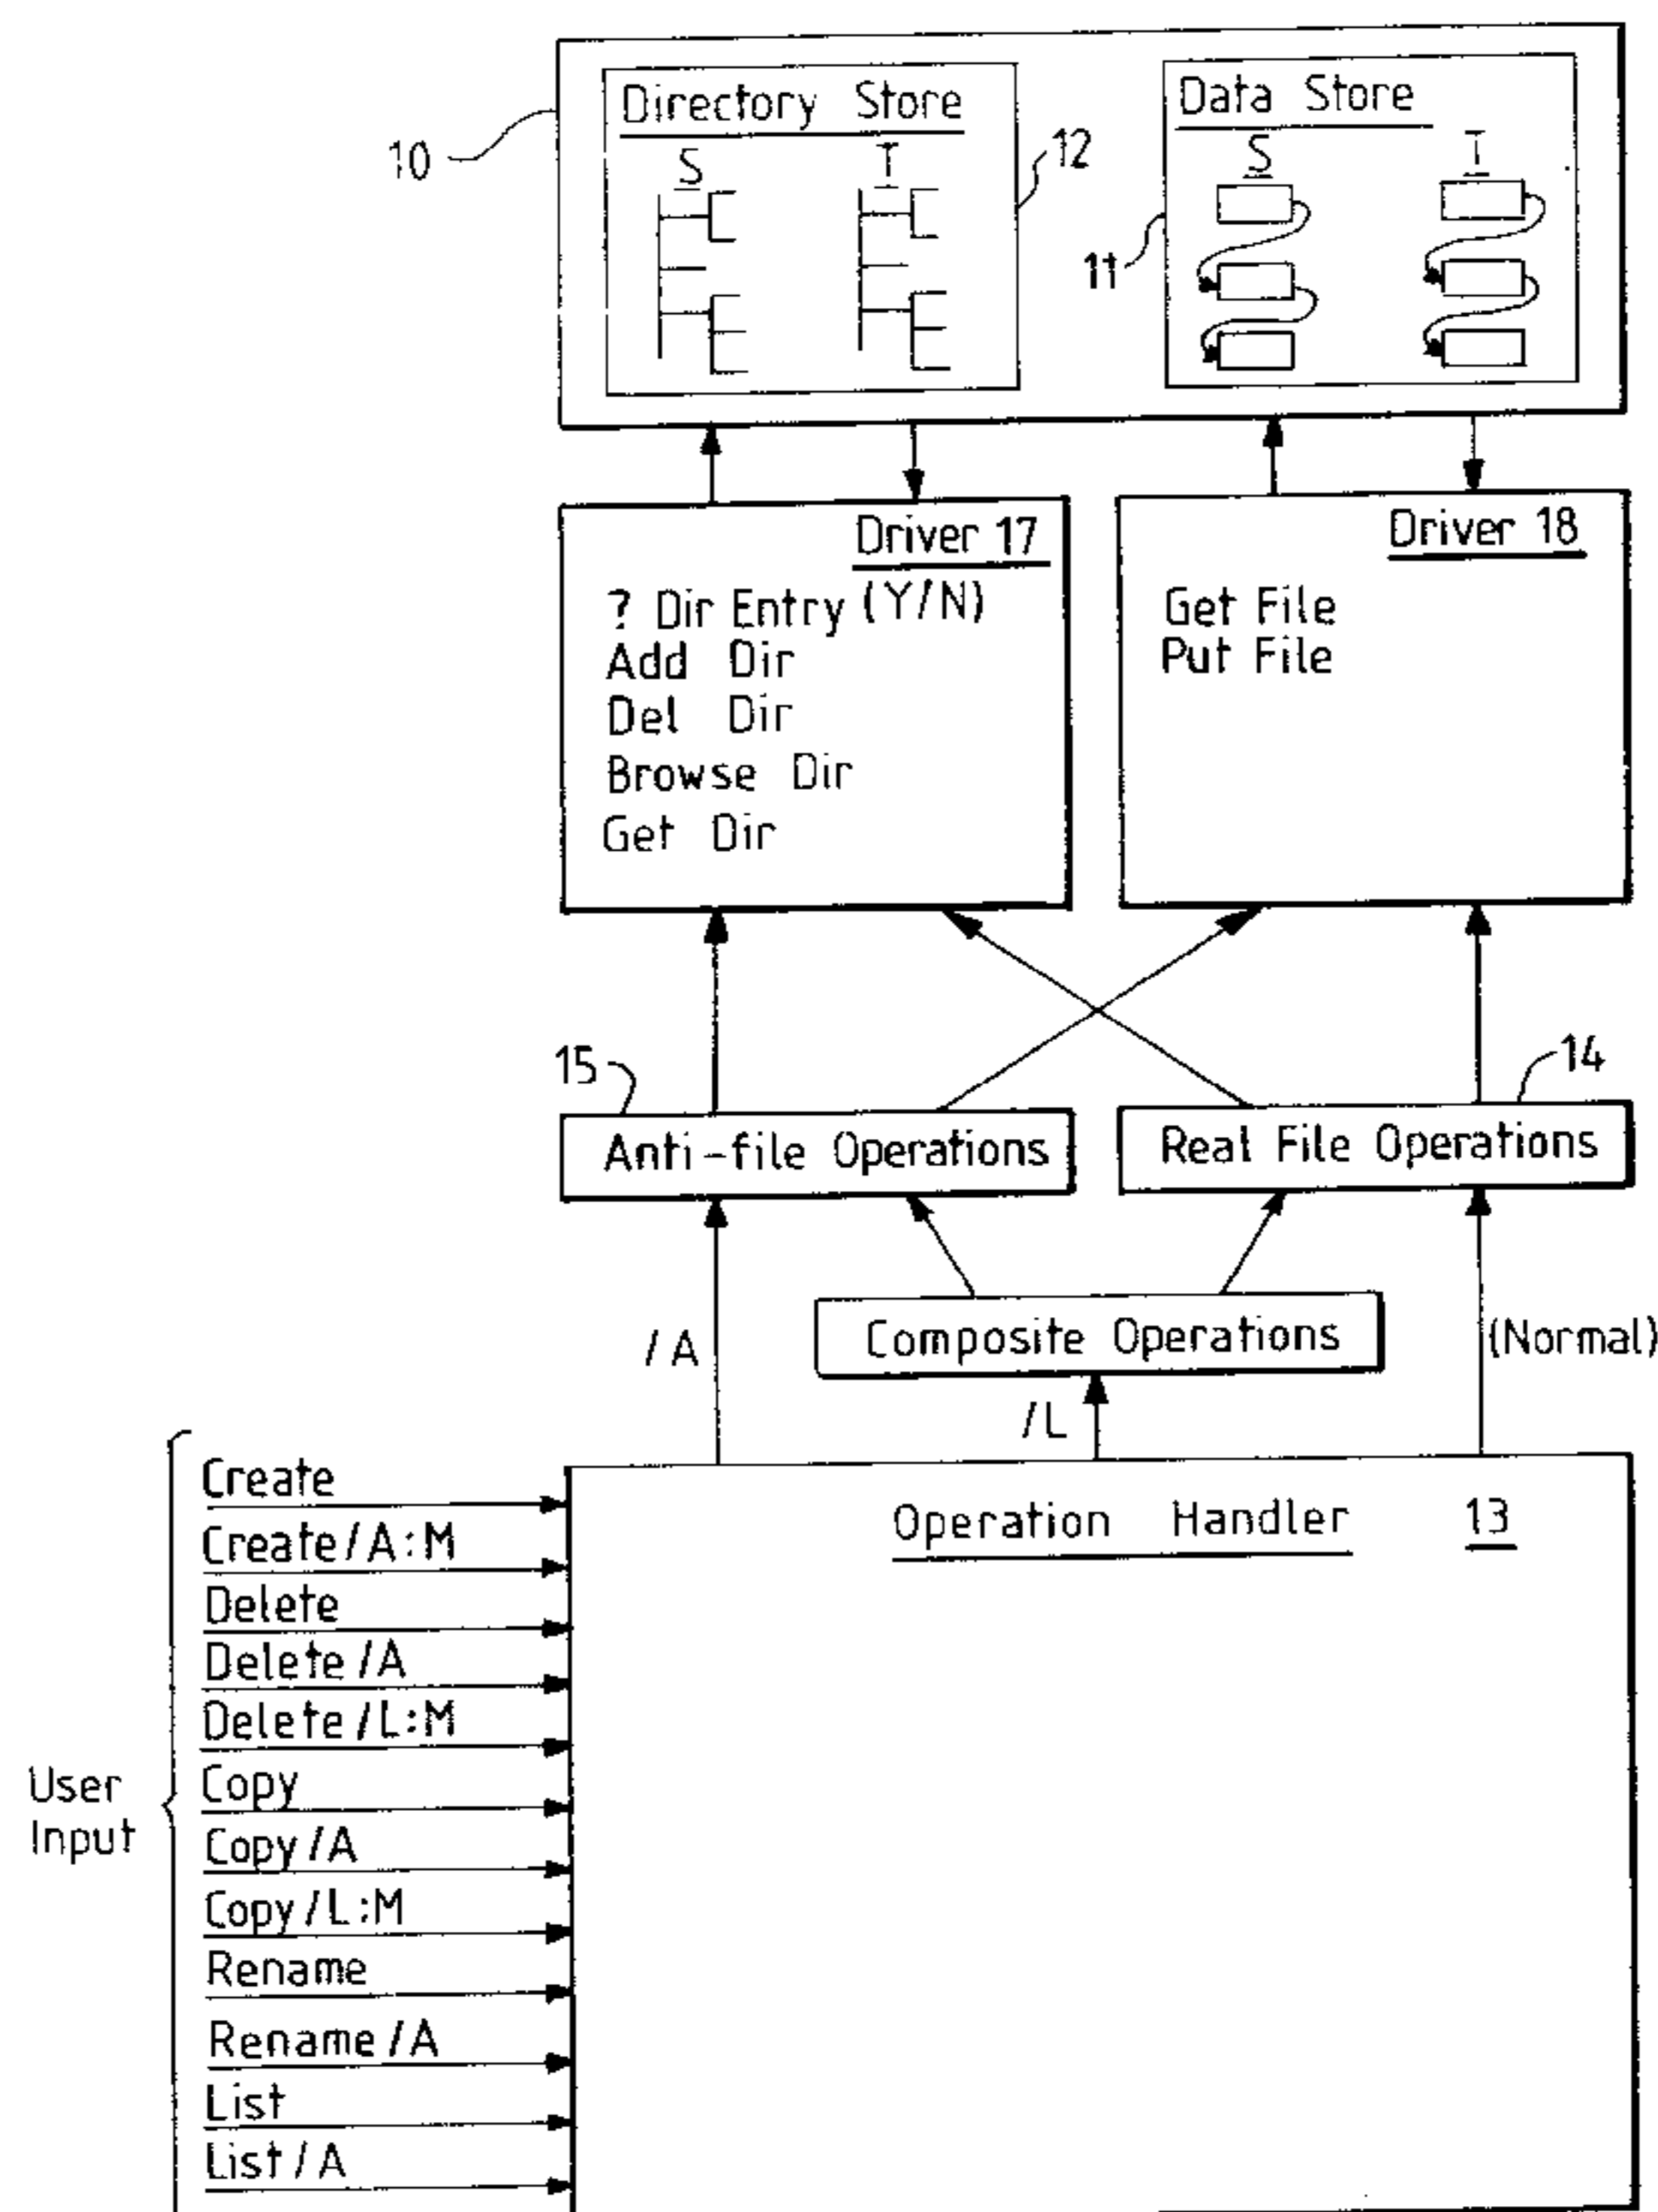 Directory Store
Data Store
10
12
11
S
T
S
T
Driver 17
? Dir Entry (Y/N)
Add Dir
Del Dir
Browse Dir
Get Dir
Driver 18
Get File
Put File
15
14
Anti-file Operations
Real File Operations
/A
Composite Operations
(Normal)
/L
Operation Handler 13
User
Input
Create
Create/A:M
Delete
Delete/A
Delete/L:M
Copy
Copy/A
Copy/L:M
Rename
Rename/A
List
List/A